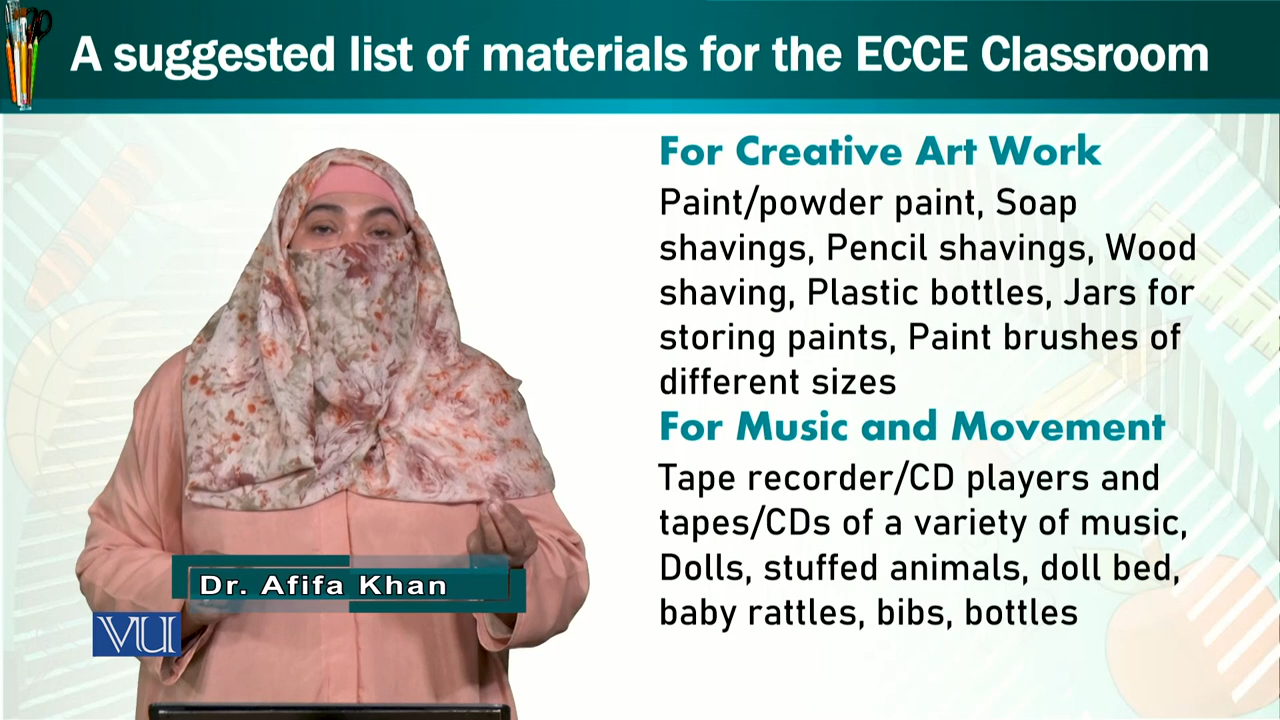 A suggested list of materials for the ECCE Classroom
For Creative Art Work
Paint/powder paint, Soap
shavings, Pencil shavings, Wood
shaving, Plastic bottles, Jars for
storing paints, Paint brushes of
different sizes
For Music and Movement
Tape recorder/CD players and
tapes/CDs of a variety of music,
Dolls, stuffed animals, doll bed,
baby rattles, bibs, bottles
Dr. Afifa Khan
VU